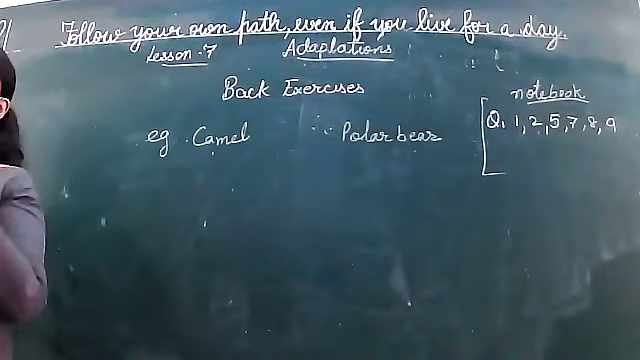 Follow your own path, even if you live for a day.
Lesson-7 Adaptations
Back Exercises
notebook
Q. 1, 2, 5, 7, 8, 9
eg. Camel Polar bear